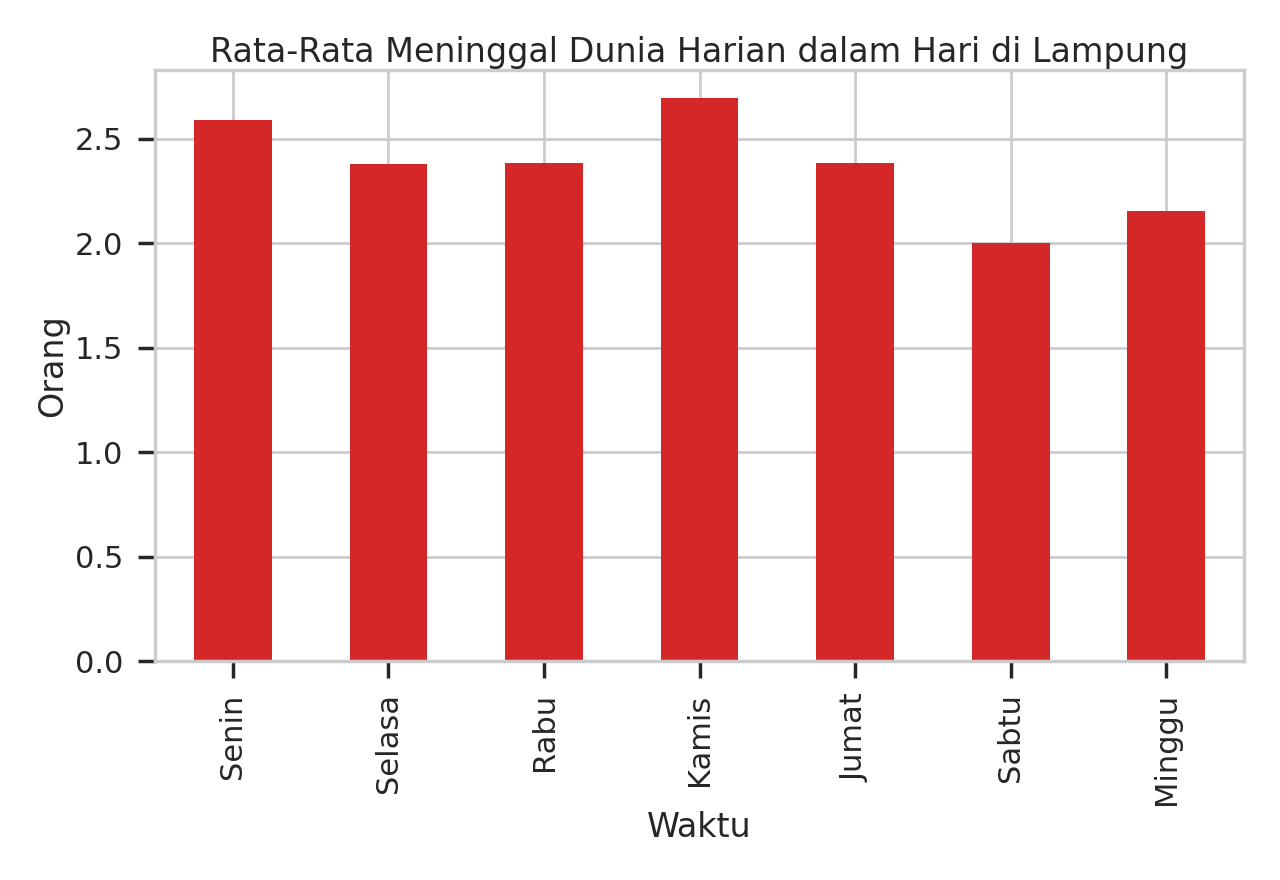 Rata-Rata Meninggal Dunia Harian dalam Hari di Lampung
2.5
2.0
1.5
1.0
0.5
0.0
Orang
Senin
Selasa
Rabu
Kamis
Jumat
Sabtu
Minggu
Waktu